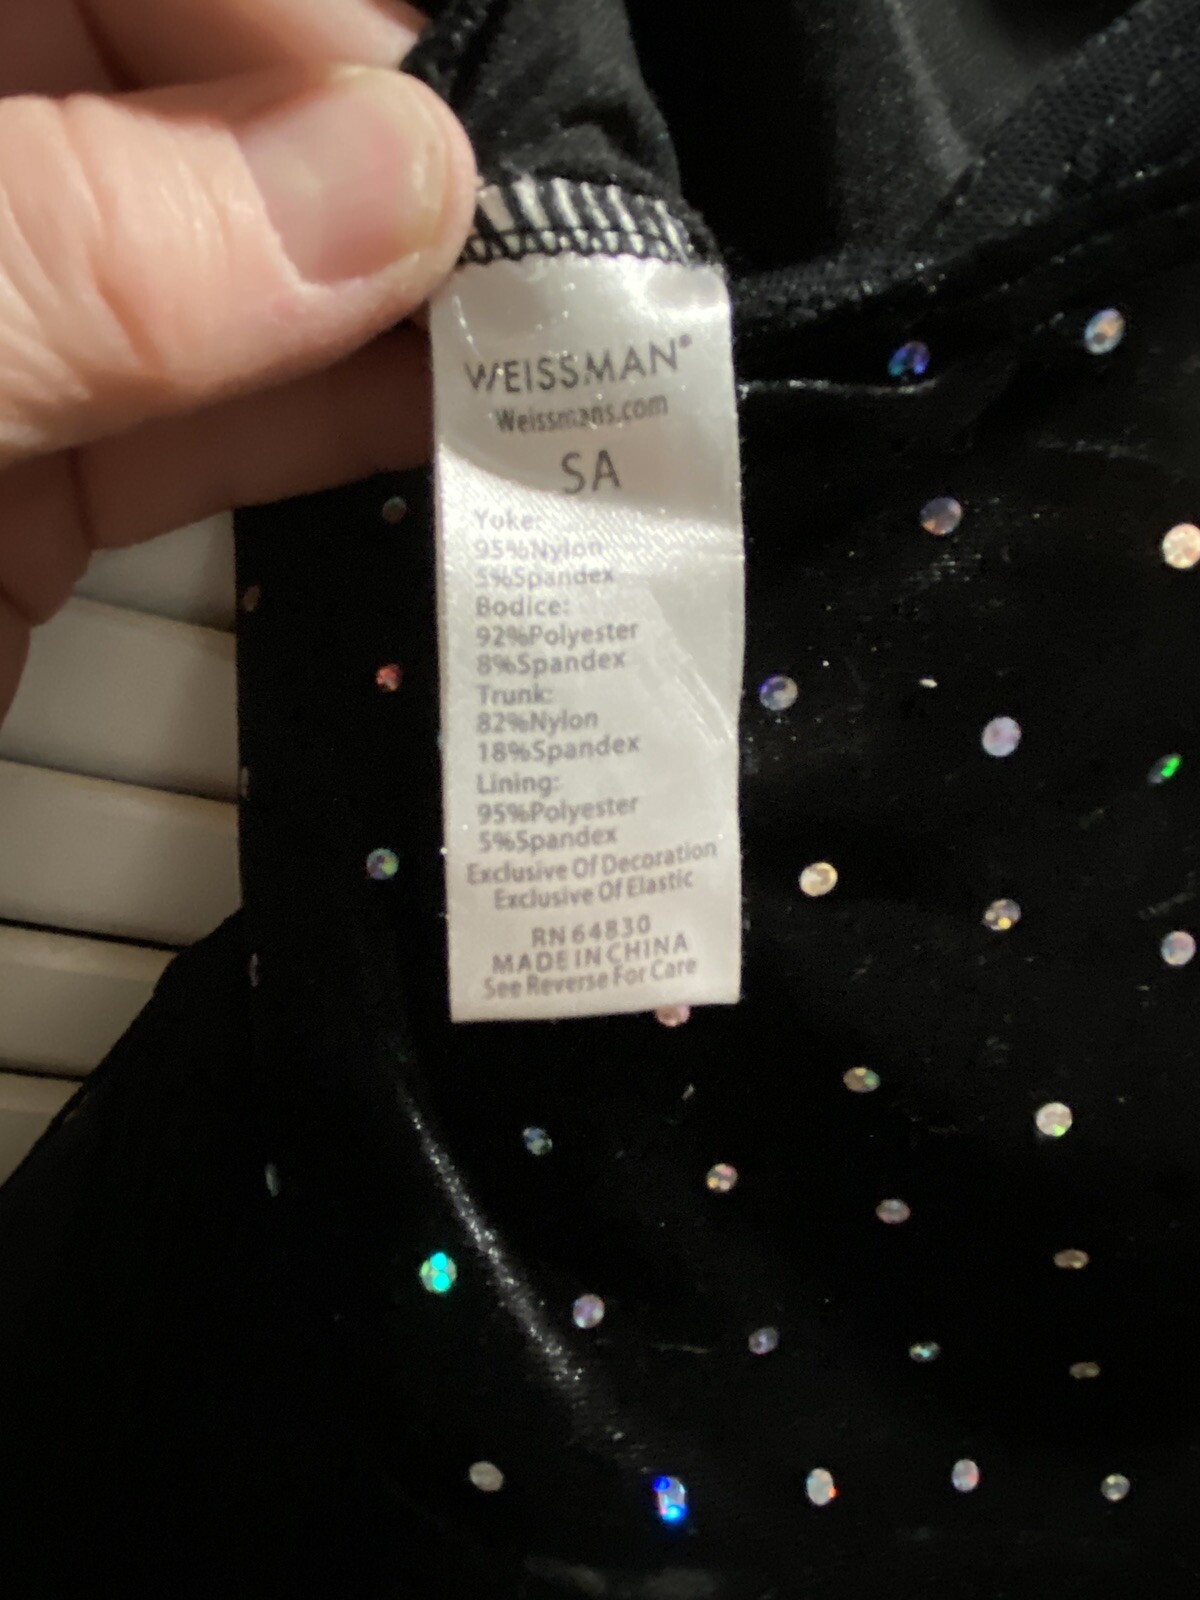 WEISSMAN®
Weissmans.com
SA
Yoke:
95%Nylon
5%Spandex
Bodice:
92%Polyester
8%Spandex
Trunk:
82%Nylon
18%Spandex
Lining:
95%Polyester
5%Spandex
Exclusive Of Decoration
Exclusive Of Elastic
RN 64830
MADE IN CHINA
See Reverse For Care